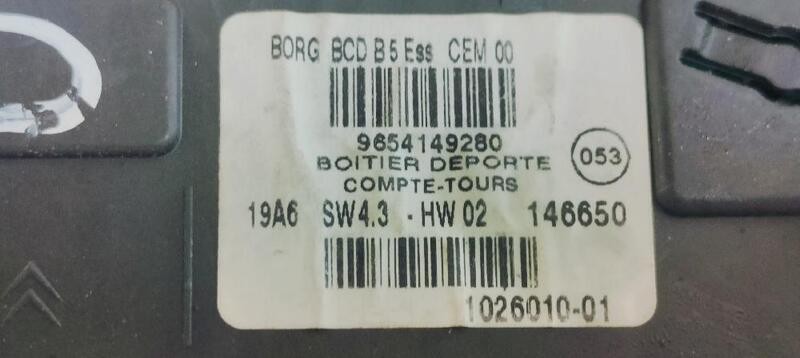 BORG BCD B5 Ess CEM 00
9654149280
BOITIER DEPORTE
053
COMPTE-TOURS
19A6 SW4.3 - HW 02 146650
1026010-01